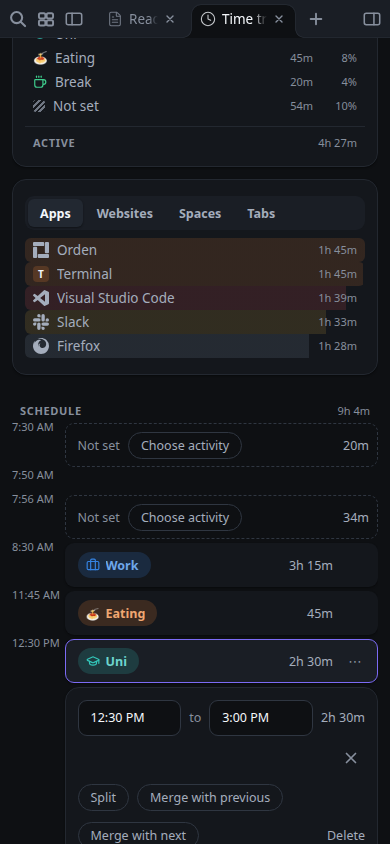 Time t
Eating 45m 8%
Break 20m 4%
Not set 54m 10%
ACTIVE 4h 27m
Apps Websites Spaces Tabs
Orden 1h 45m
T Terminal 1h 45m
Visual Studio Code 1h 39m
Slack 1h 33m
Firefox 1h 28m
SCHEDULE 9h 4m
7:30 AM
Not set Choose activity 20m
7:50 AM
7:56 AM
Not set Choose activity 34m
8:30 AM
Work 3h 15m
11:45 AM
Eating 45m
12:30 PM
Uni 2h 30m ...
12:30 PM to 3:00 PM 2h 30m
Split Merge with previous
Merge with next Delete